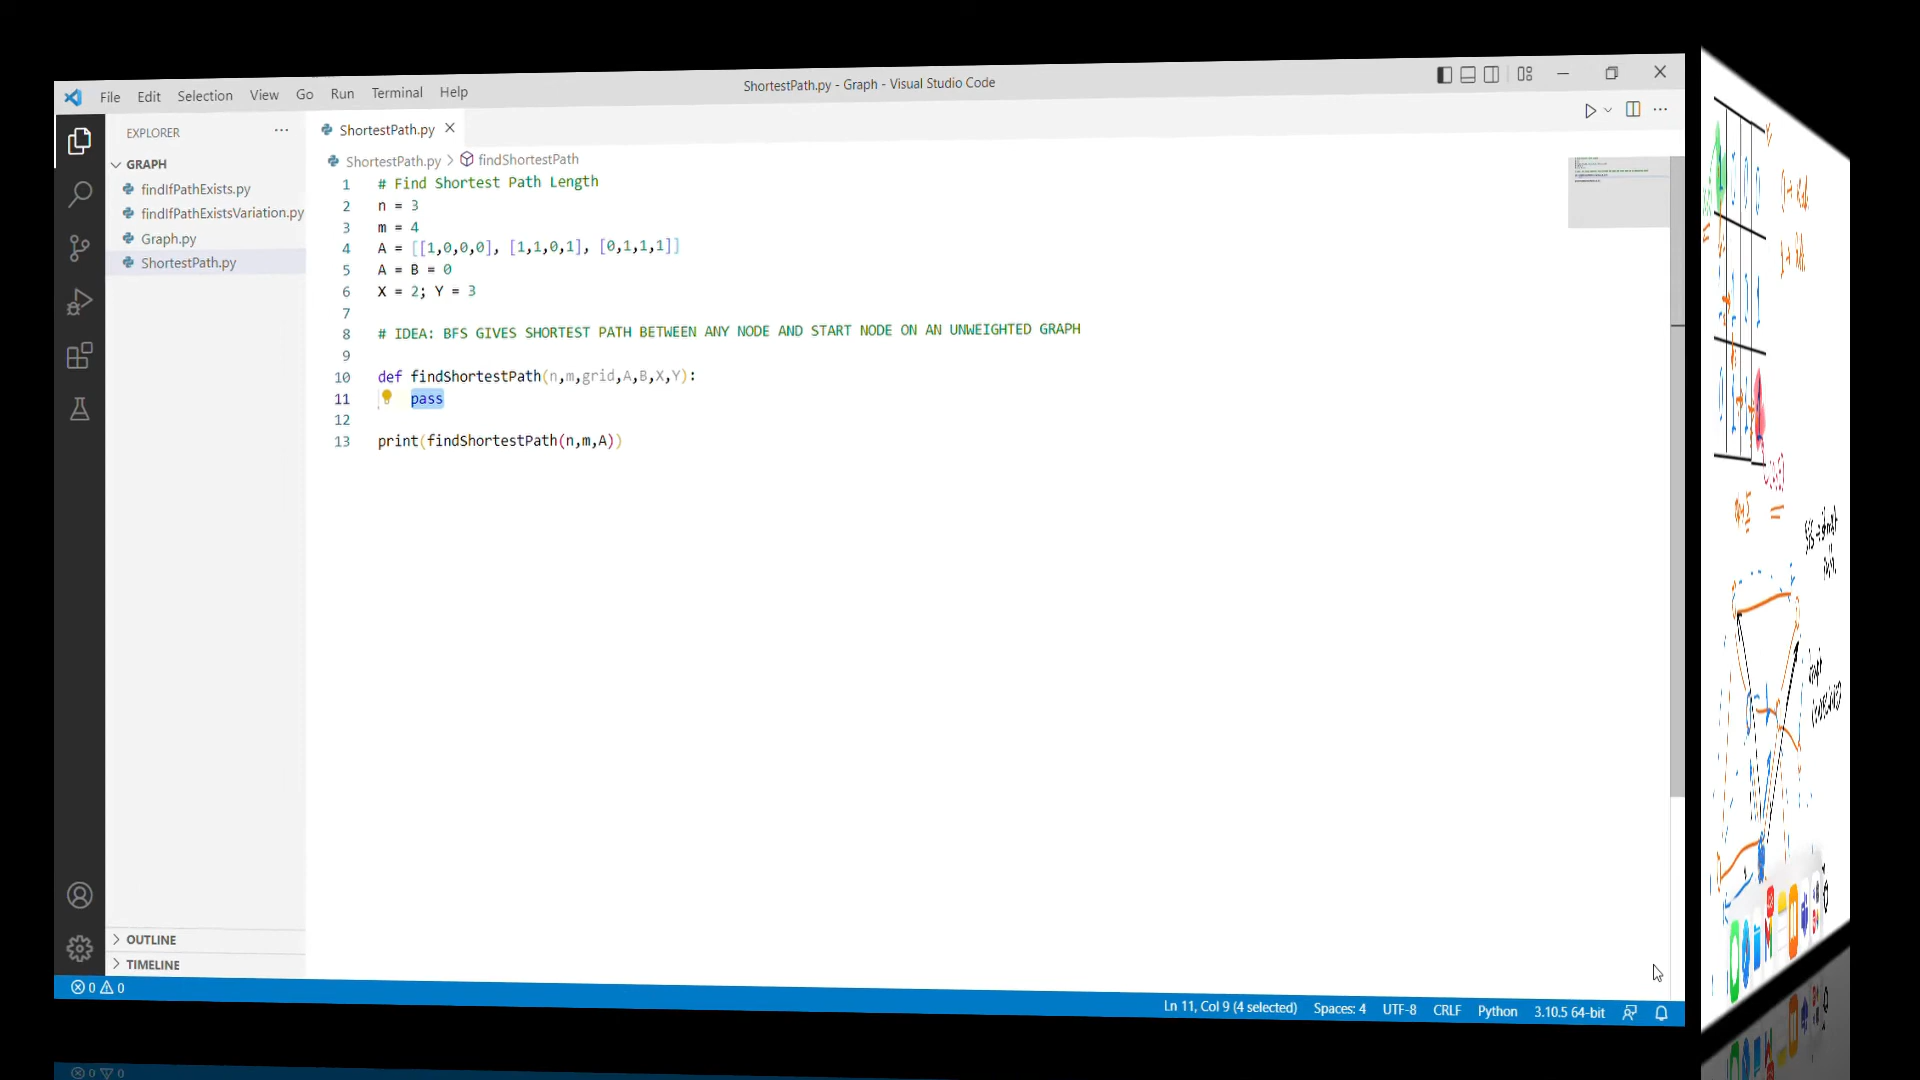 File Edit Selection View Go Run Terminal Help
ShortestPath.py - Graph - Visual Studio Code
EXPLORER
GRAPH
findIfPathExists.py
findIfPathExistsVariation.py
Graph.py
ShortestPath.py
OUTLINE
TIMELINE
ShortestPath.py
ShortestPath.py > findShortestPath
1 # Find Shortest Path Length
2 n = 3
3 m = 4
4 A = [[1,0,0,0], [1,1,0,1], [0,1,1,1]]
5 A = B = 0
6 X = 2; Y = 3
7
8 # IDEA: BFS GIVES SHORTEST PATH BETWEEN ANY NODE AND START NODE ON AN UNWEIGHTED GRAPH
9
10 def findShortestPath(n,m,grid,A,B,X,Y):
11 pass
12
13 print(findShortestPath(n,m,A))
0 0
Ln 11, Col 9 (4 selected) Spaces: 4 UTF-8 CRLF Python 3.10.5 64-bit